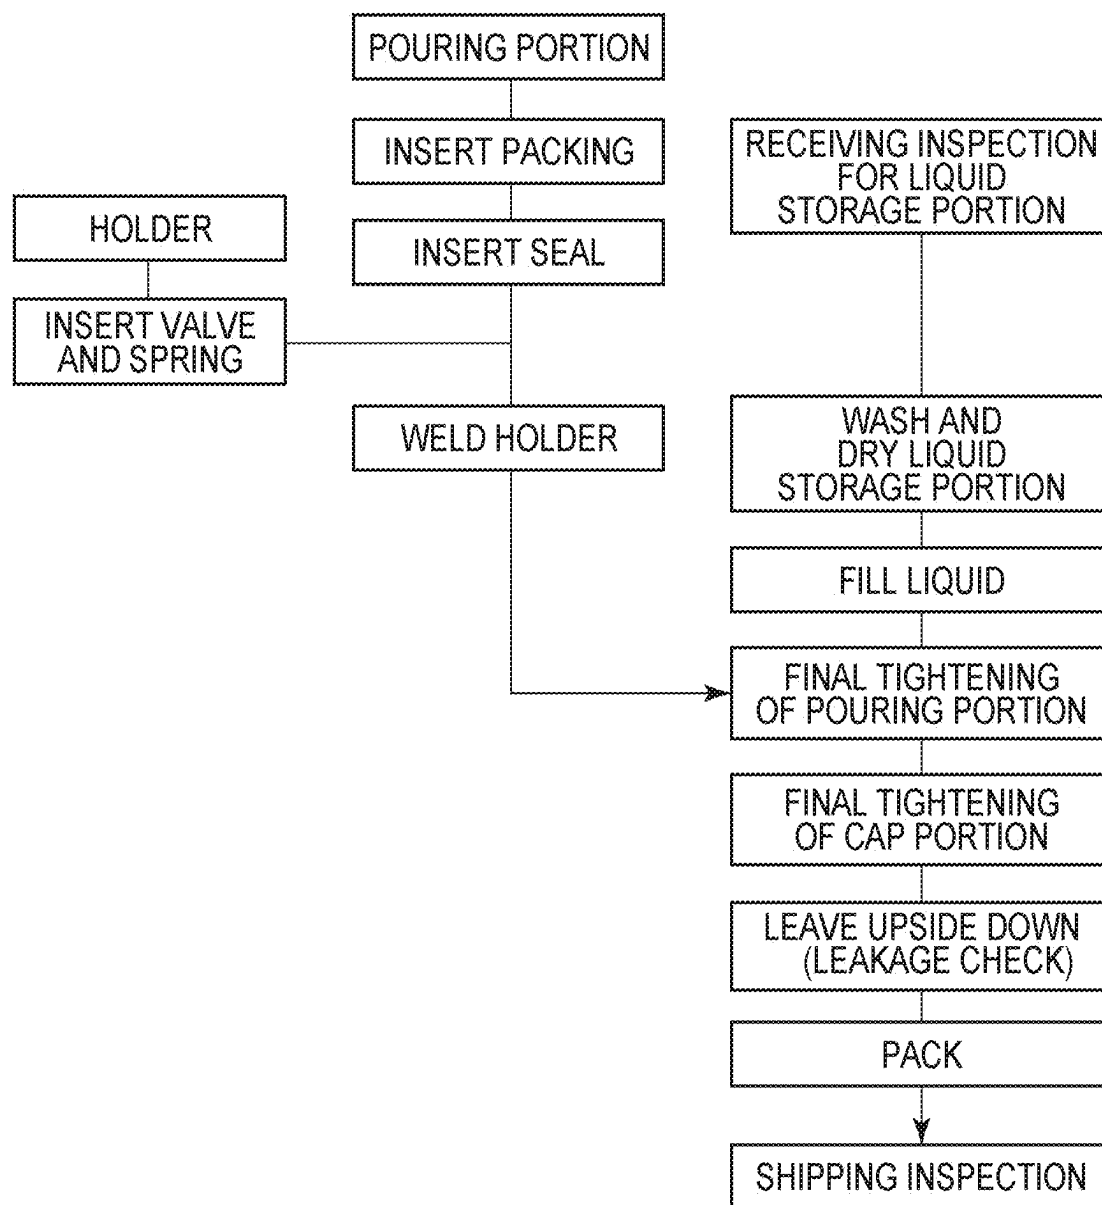 POURING PORTION
INSERT PACKING
RECEIVING INSPECTION
FOR LIQUID
STORAGE PORTION
HOLDER
INSERT SEAL
INSERT VALVE
AND SPRING
WELD HOLDER
WASH AND
DRY LIQUID
STORAGE PORTION
FILL LIQUID
FINAL TIGHTENING
OF POURING PORTION
FINAL TIGHTENING
OF CAP PORTION
LEAVE UPSIDE DOWN
(LEAKAGE CHECK)
PACK
SHIPPING INSPECTION